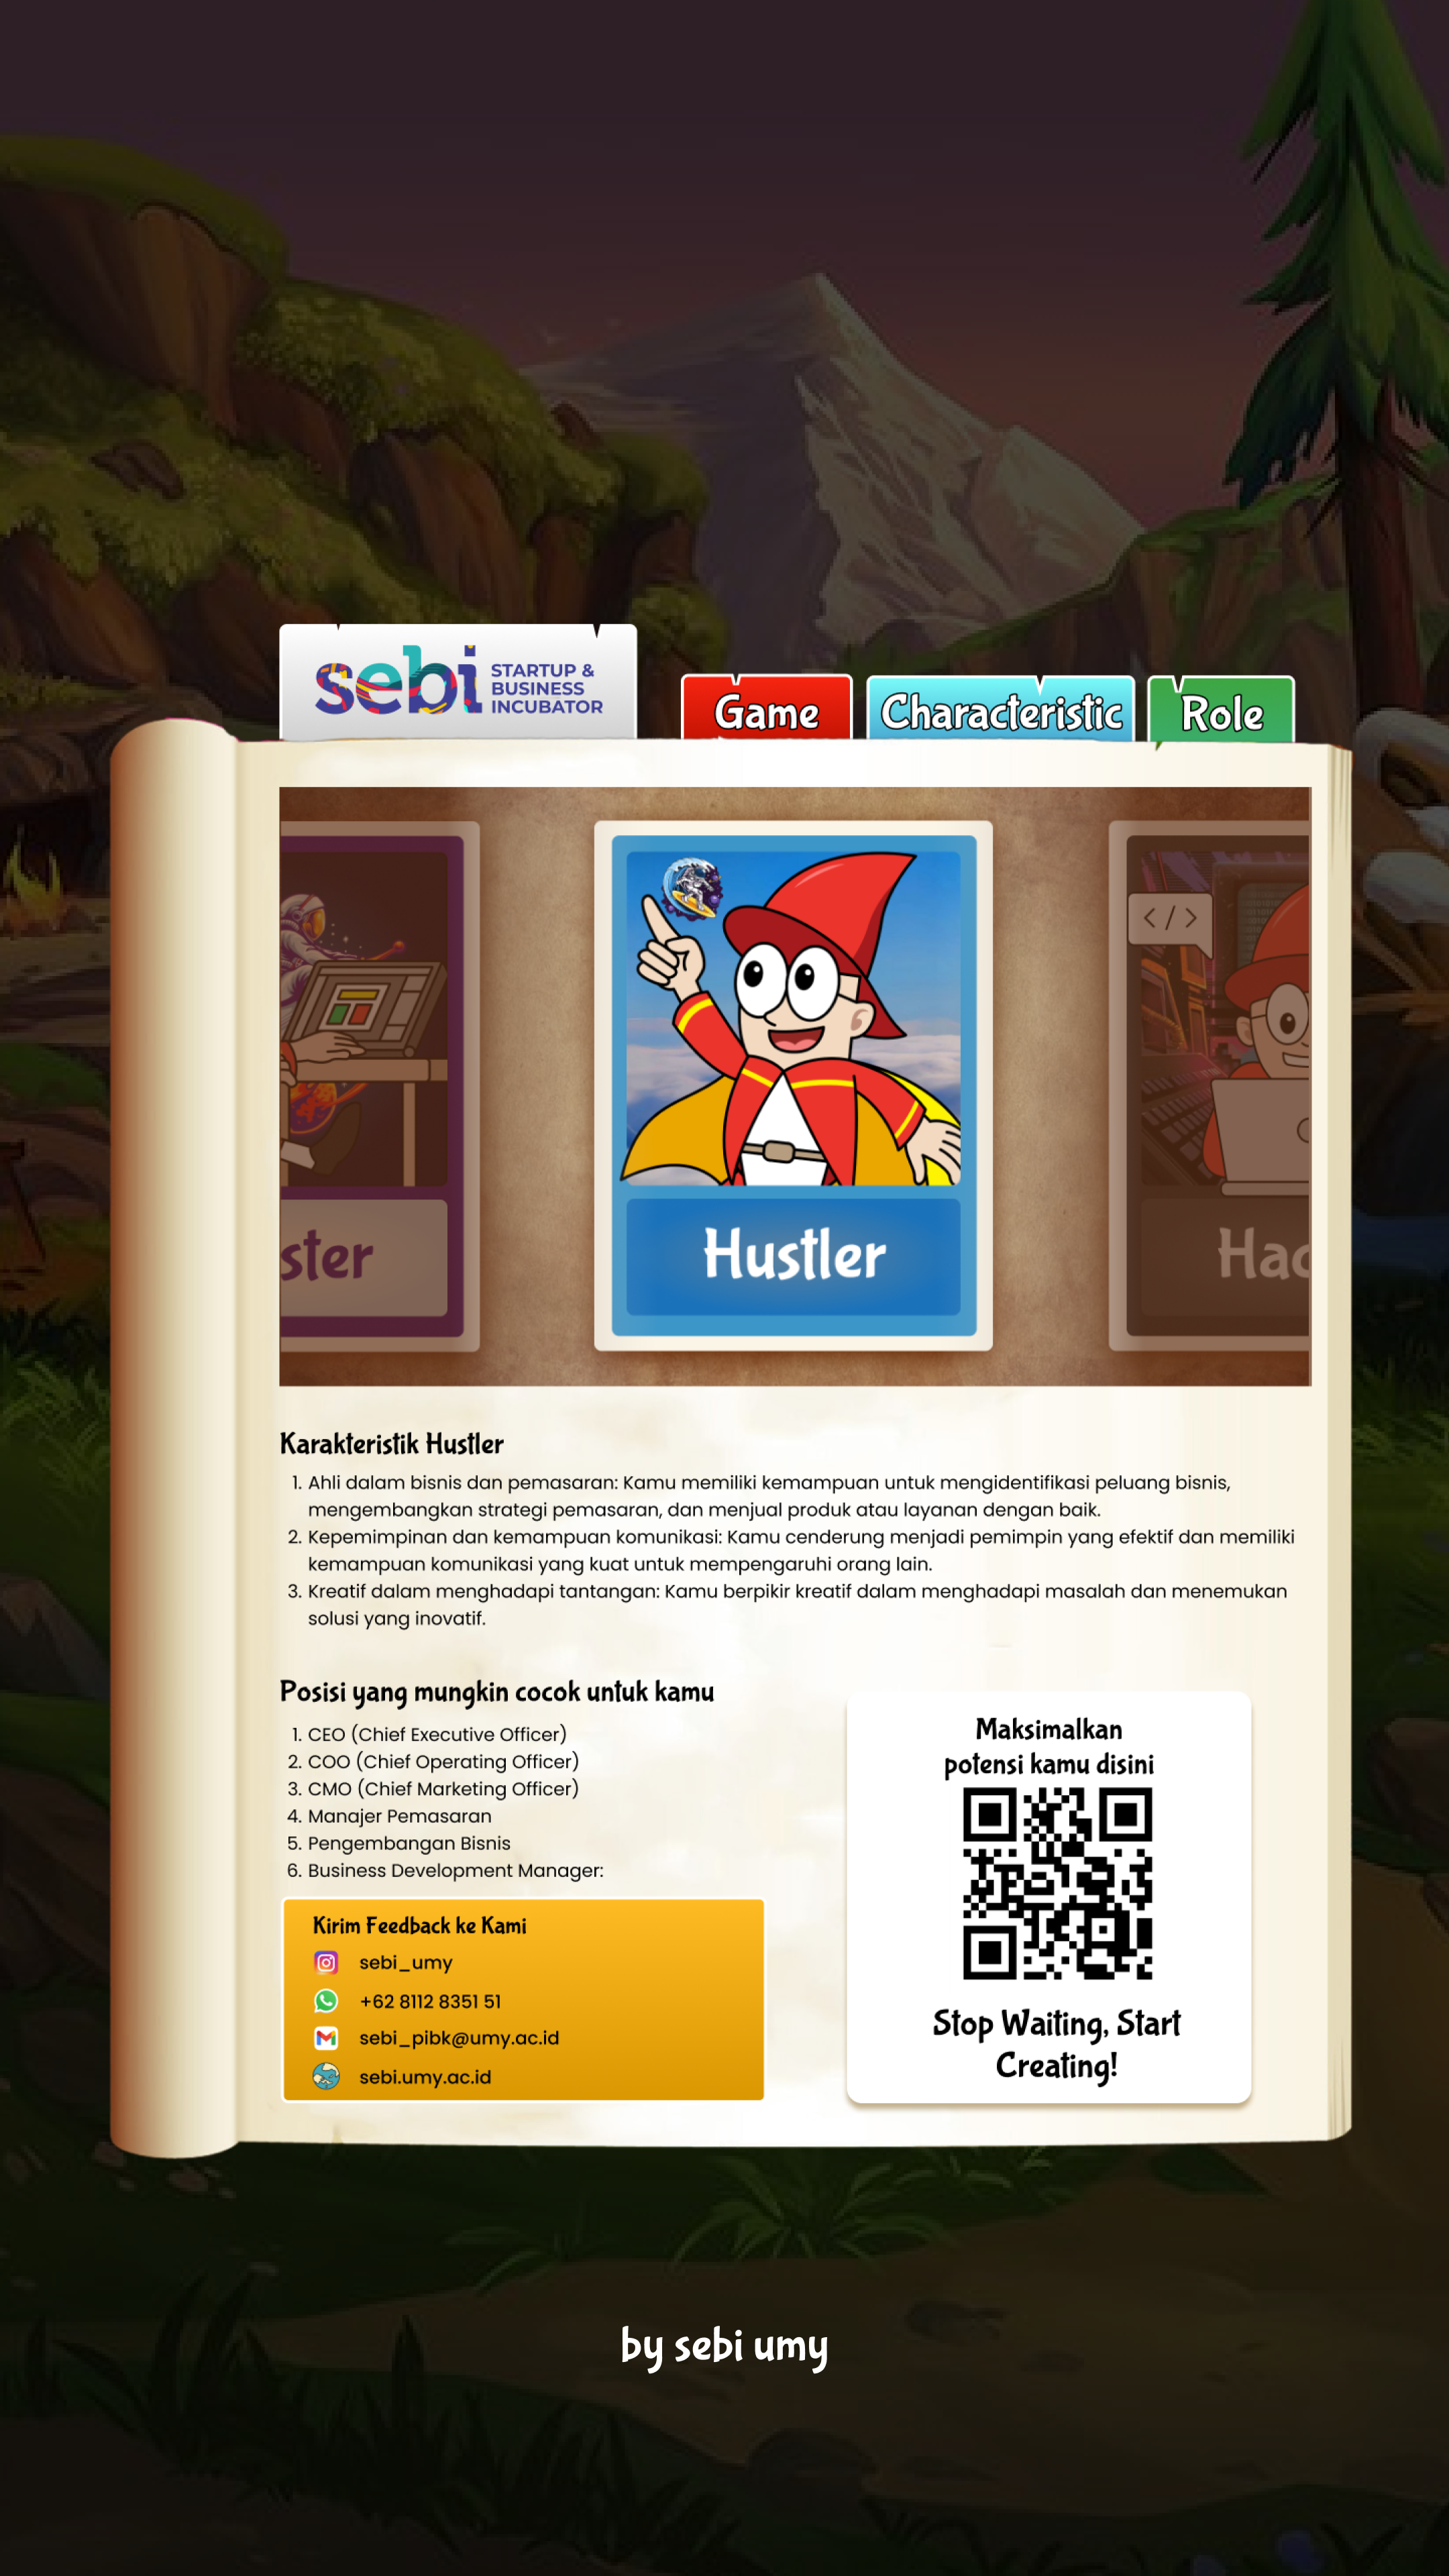 sebi
STARTUP &
BUSINESS
INCUBATOR
Game
Characteristic
Role
</>
ster
Hustler
Hac
Karakteristik Hustler
1. Ahli dalam bisnis dan pemasaran: Kamu memiliki kemampuan untuk mengidentifikasi peluang bisnis,
mengembangkan strategi pemasaran, dan menjual produk atau layanan dengan baik.
2. Kepemimpinan dan kemampuan komunikasi: Kamu cenderung menjadi pemimpin yang efektif dan memiliki
kemampuan komunikasi yang kuat untuk mempengaruhi orang lain.
3. Kreatif dalam menghadapi tantangan: Kamu berpikir kreatif dalam menghadapi masalah dan menemukan
solusi yang inovatif.
Posisi yang mungkin cocok untuk kamu
1. CEO (Chief Executive Officer)
2. COO (Chief Operating Officer)
3. CMO (Chief Marketing Officer)
4. Manajer Pemasaran
5. Pengembangan Bisnis
6. Business Development Manager:
Kirim Feedback ke Kami
sebi_umy
+62 8112 8351 51
sebi_pibk@umy.ac.id
sebi.umy.ac.id
Maksimalkan
potensi kamu disini
Stop Waiting, Start
Creating!
by sebi umy